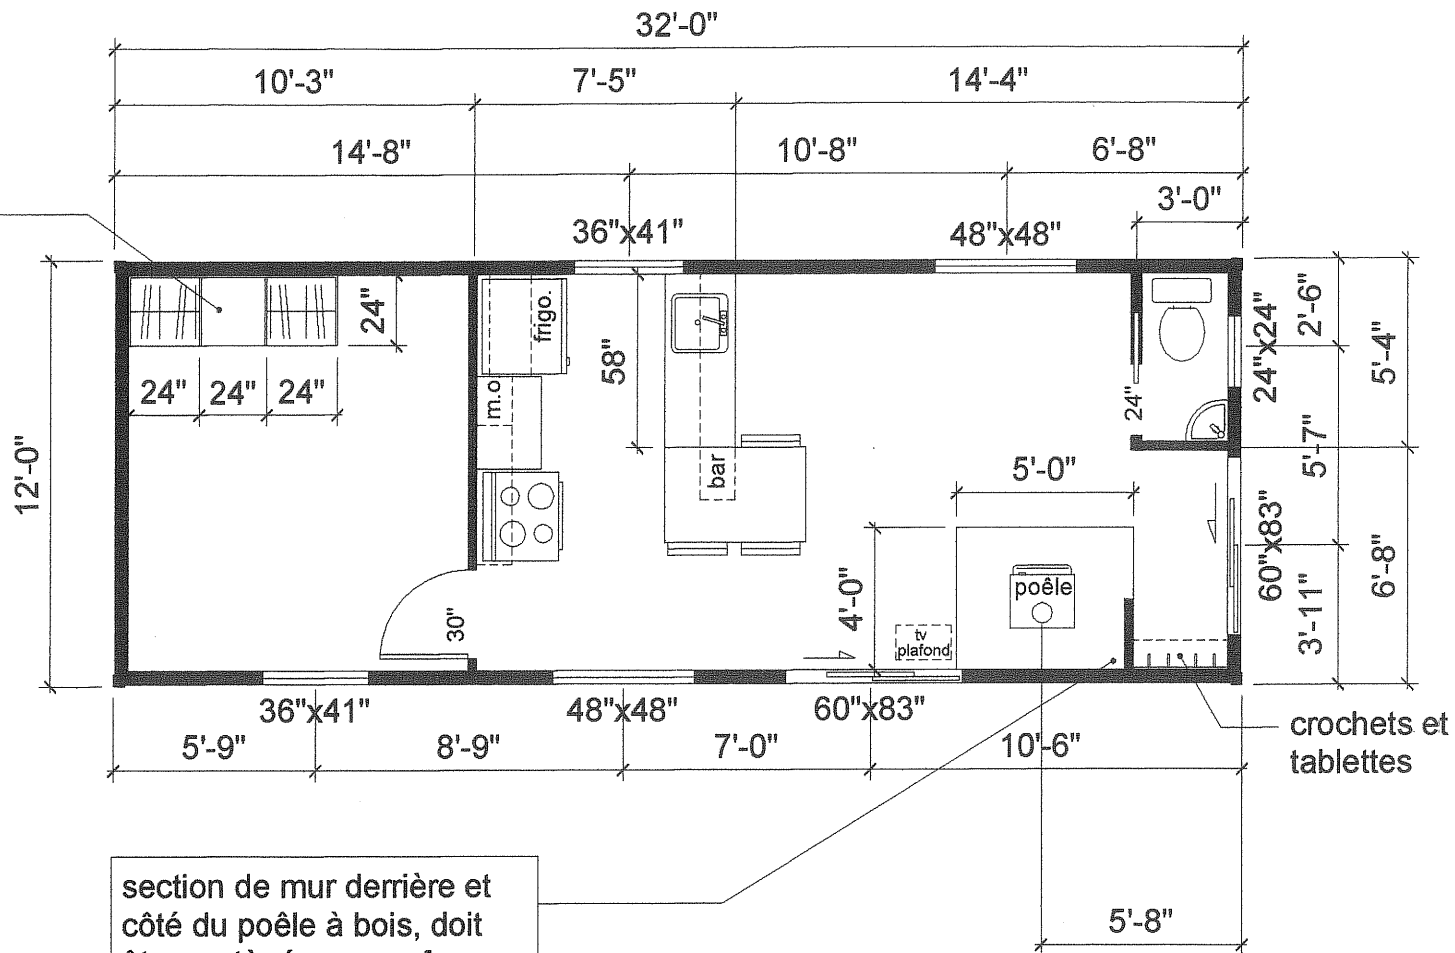 32'-0"
10'-3"
7'-5"
14'-4"
14'-8"
10'-8"
6'-8"
3'-0"
36"x41"
48"x48"
24"
24"
24"
24"
frigo.
m.o
58"
bar
24"
24"x24"
2'-6"
5'-4"
5'-7"
12'-0"
5'-0"
60"x83"
6'-8"
3'-11"
4'-0"
poêle
30"
tv
plafond
36"x41"
48"x48"
60"x83"
5'-9"
8'-9"
7'-0"
10'-6"
crochets et
tablettes
section de mur derrière et
côté du poêle à bois, doit
5'-8"